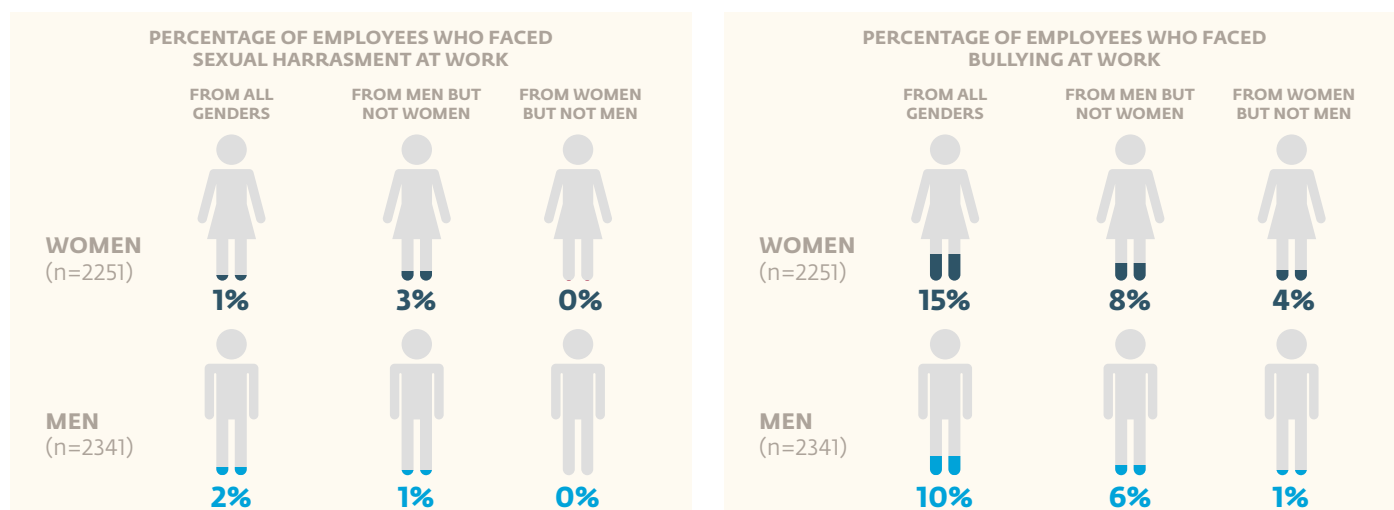 PERCENTAGE OF EMPLOYEES WHO FACED
SEXUAL HARRASMENT AT WORK
FROM ALL
GENDERS
FROM MEN BUT
NOT WOMEN
FROM WOMEN
BUT NOT MEN
WOMEN
(n=2251)
1%
3%
0%
MEN
(n=2341)
2%
1%
0%
PERCENTAGE OF EMPLOYEES WHO FACED
BULLYING AT WORK
FROM ALL
GENDERS
FROM MEN BUT
NOT WOMEN
FROM WOMEN
BUT NOT MEN
WOMEN
(n=2251)
15%
8%
4%
MEN
(n=2341)
10%
6%
1%